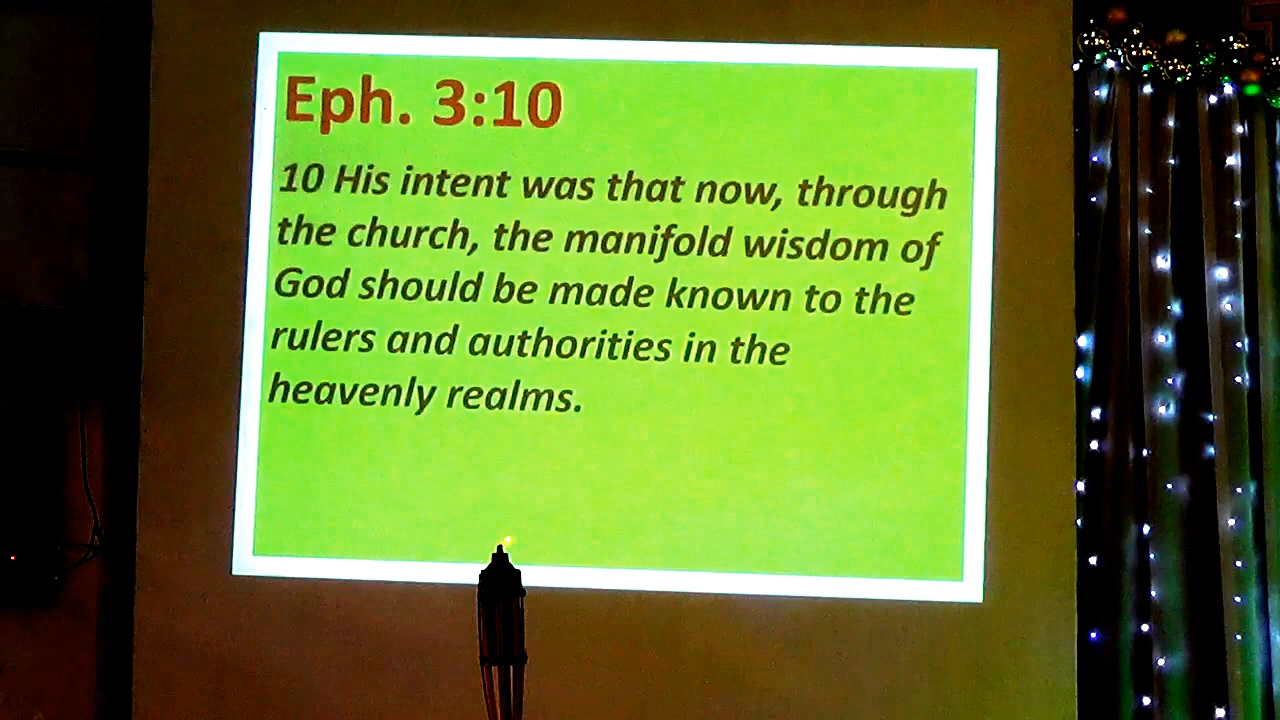 Eph. 3:10
10 His intent was that now, through
the church, the manifold wisdom of
God should be made known to the
rulers and authorities in the
heavenly realms.